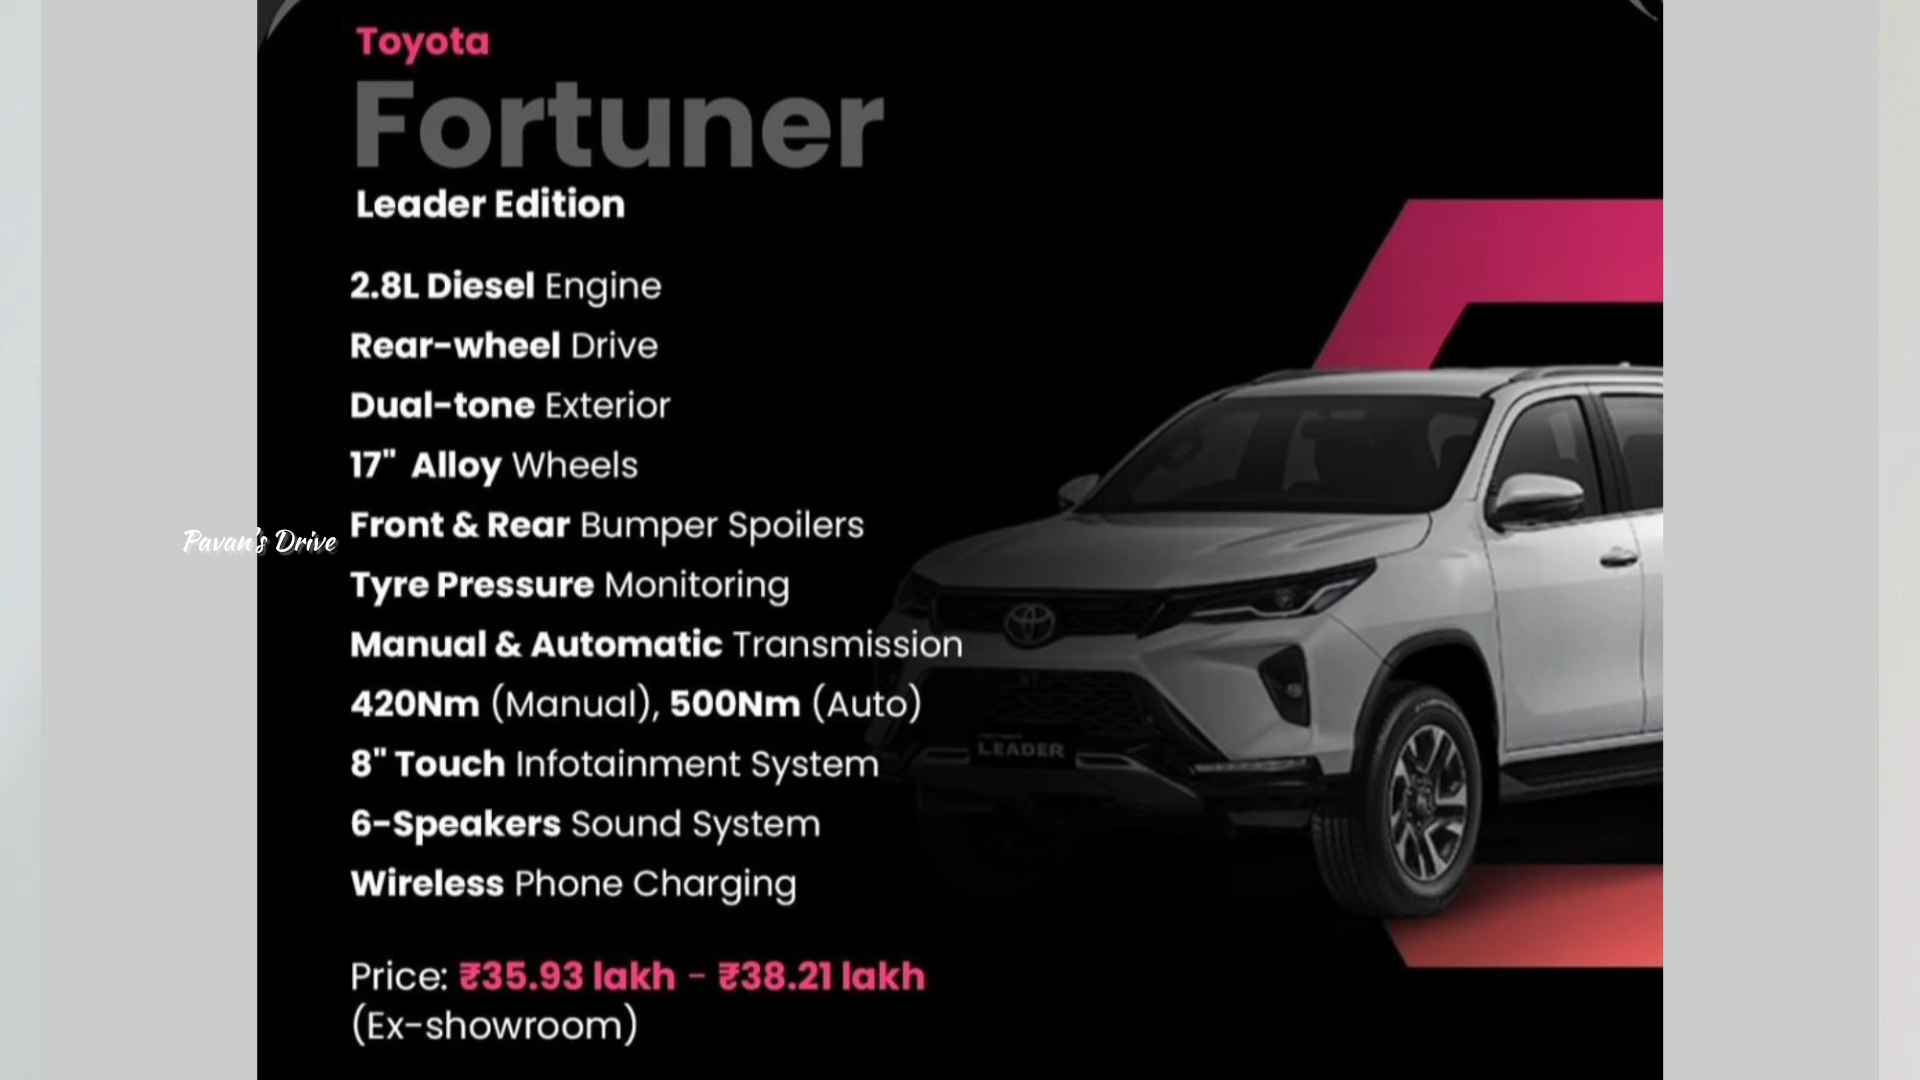 Toyota
Fortuner
Leader Edition
2.8L Diesel Engine
Rear-wheel Drive
Dual-tone Exterior
17" Alloy Wheels
Front & Rear Bumper Spoilers
Pavan's Drive
Tyre Pressure Monitoring
Manual & Automatic Transmission
420Nm (Manual), 500Nm (Auto)
LEADER
8" Touch Infotainment System
6-Speakers Sound System
Wireless Phone Charging
Price: ₹35.93 lakh - ₹38.21 lakh
(Ex-showroom)